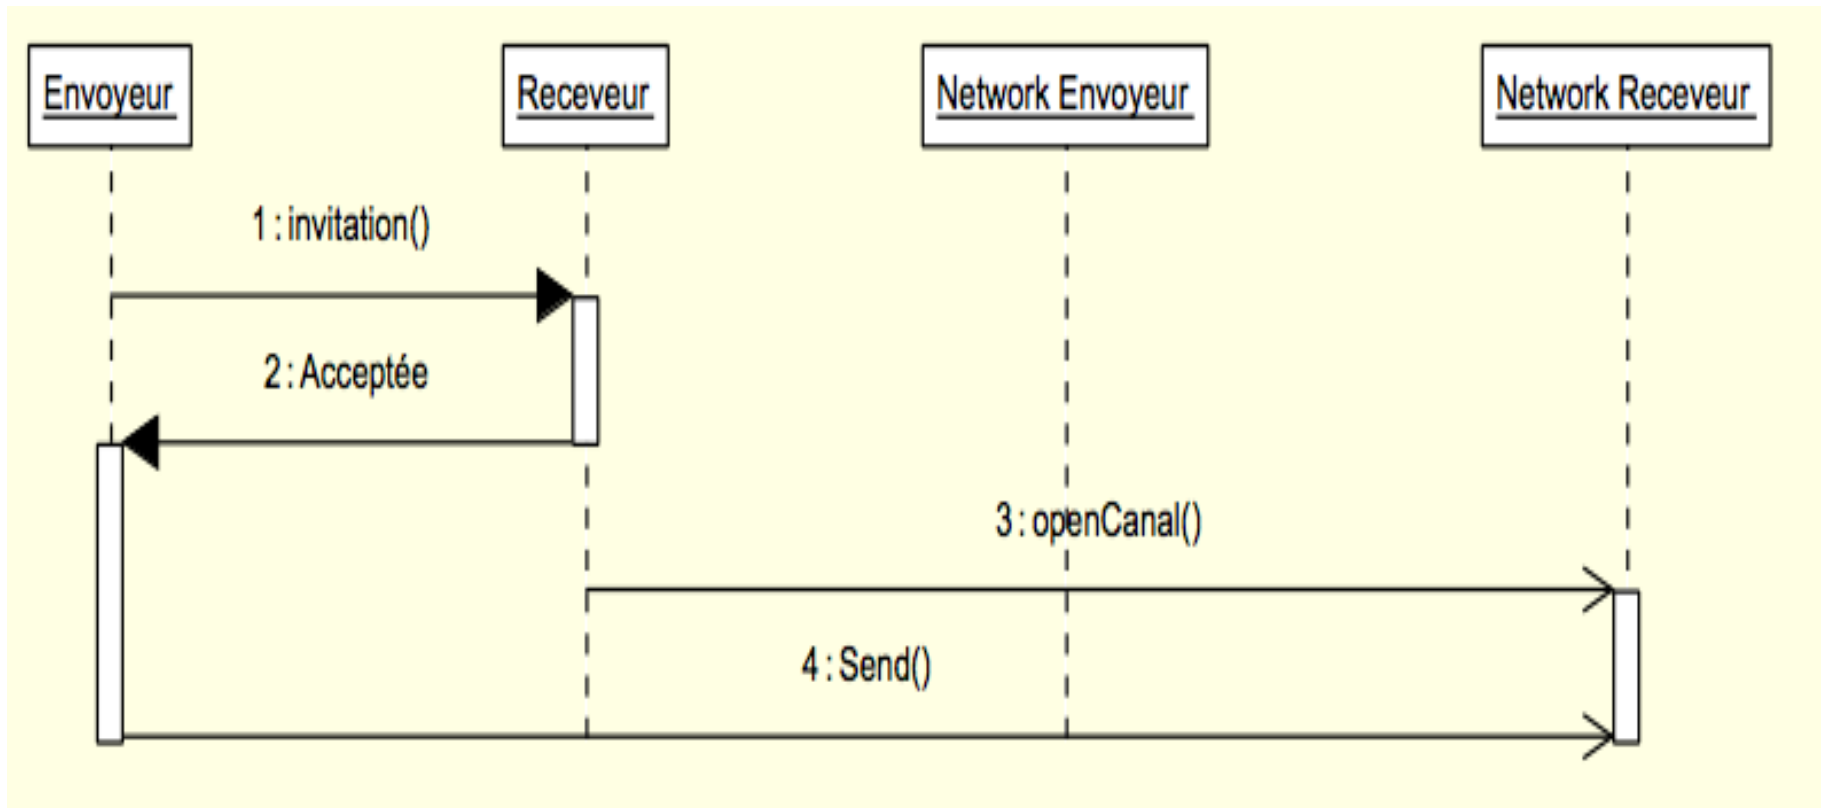 Envoyeur
Receveur
Network Envoyeur
Network Receveur
1 : invitation()
2 : Acceptée
3 : openCanal()
4 : Send()